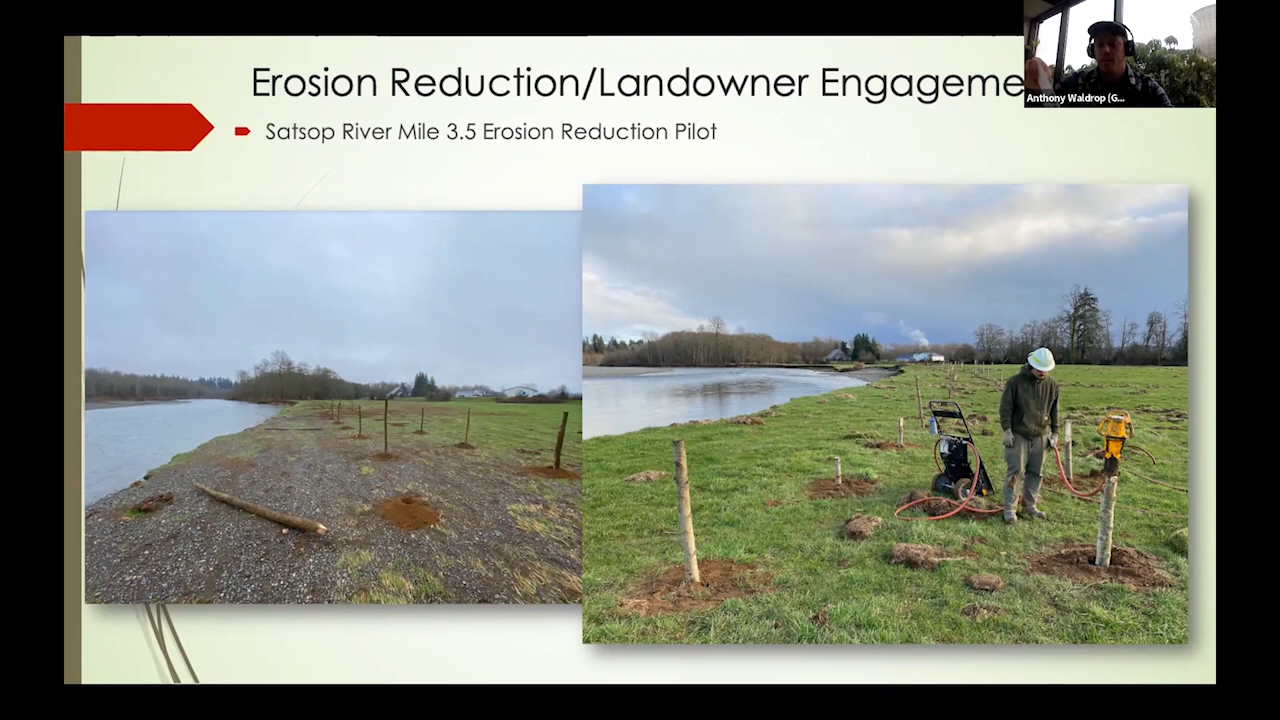 Erosion Reduction/Landowner Engageme
Satsop River Mile 3.5 Erosion Reduction Pilot
Anthony Waldrop (G...